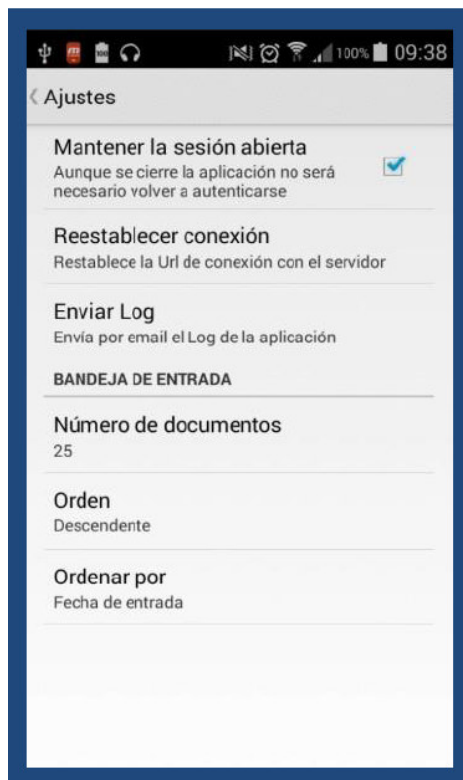 100% 09:38
Ajustes
Mantener la sesión abierta
Aunque se cierre la aplicación no será
necesario volver a autenticarse
Reestablecer conexión
Restablece la Url de conexión con el servidor
Enviar Log
Envía por email el Log de la aplicación
BANDEJA DE ENTRADA
Número de documentos
25
Orden
Descendente
Ordenar por
Fecha de entrada